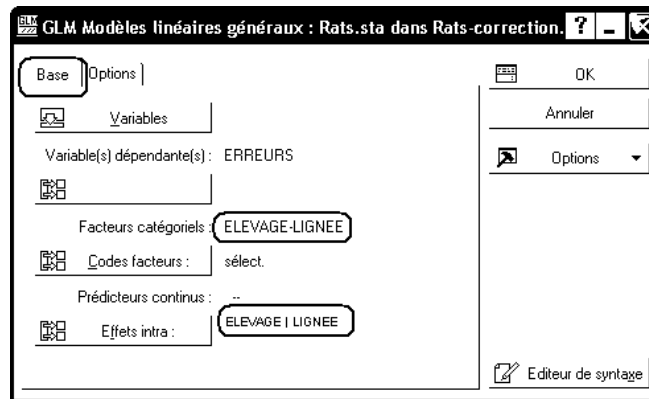 GLM Modèles linéaires généraux : Rats.sta dans Rats-correction.
Base Options
OK
Variables
Annuler
Variable(s) dépendante(s) : ERREURS
Options
Facteurs catégoriels : ELEVAGE-LIGNEE
Codes facteurs : sélect.
Prédicteurs continus : --
Effets intra : ELEVAGE | LIGNEE
Editeur de syntaxe